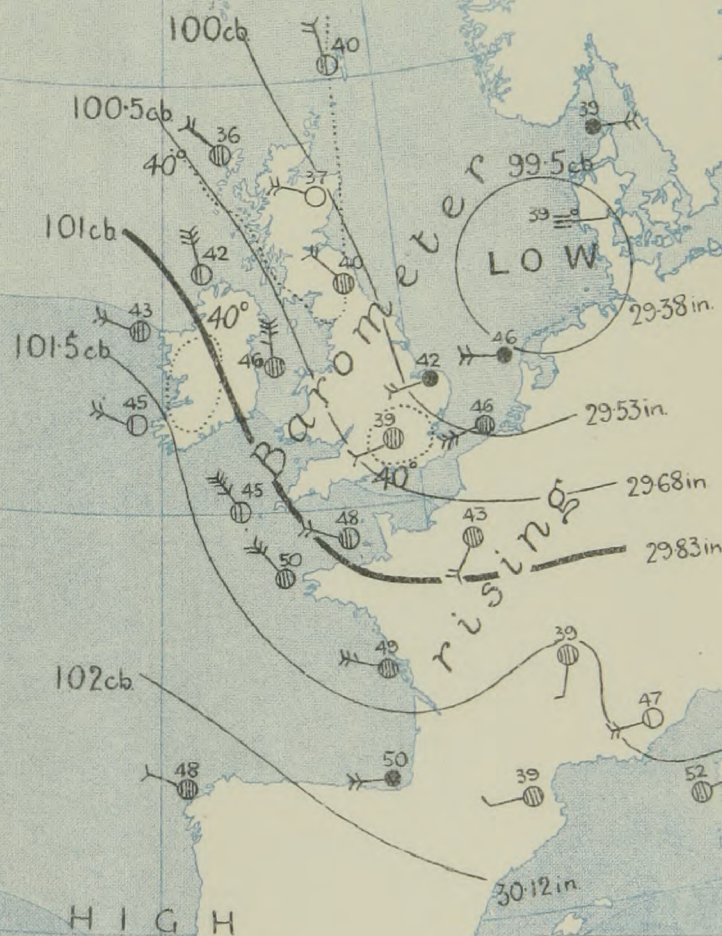 100cb.
40
39
100·5cb.
36
40°
99·5cb
37
Barometer
39
101cb.
LOW
42
40
40°
29·38in.
43
46
101·5cb.
46
42
29·53in.
45
39
46
40°
29·68in.
45
48
43
29·83in
50
rising
39
49
102cb.
47
48
50
39
52
30·12in.
HIGH